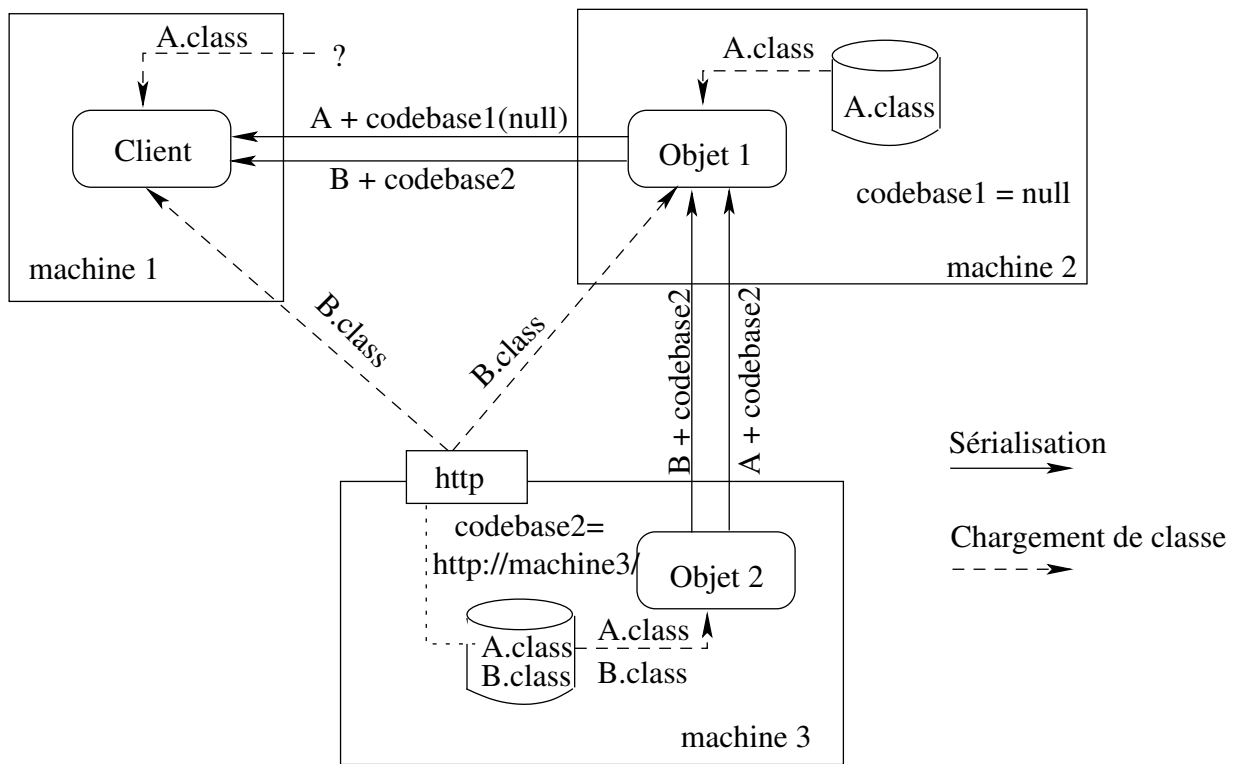 A.class
?
Client
A + codebase1(null)
B + codebase2
machine 1
A.class
A.class
Objet 1
codebase1 = null
machine 2
B.class
B.class
B + codebase2
A + codebase2
http
codebase2=
http://machine3/
Objet 2
A.class
B.class
A.class
B.class
machine 3
Sérialisation
Chargement de classe